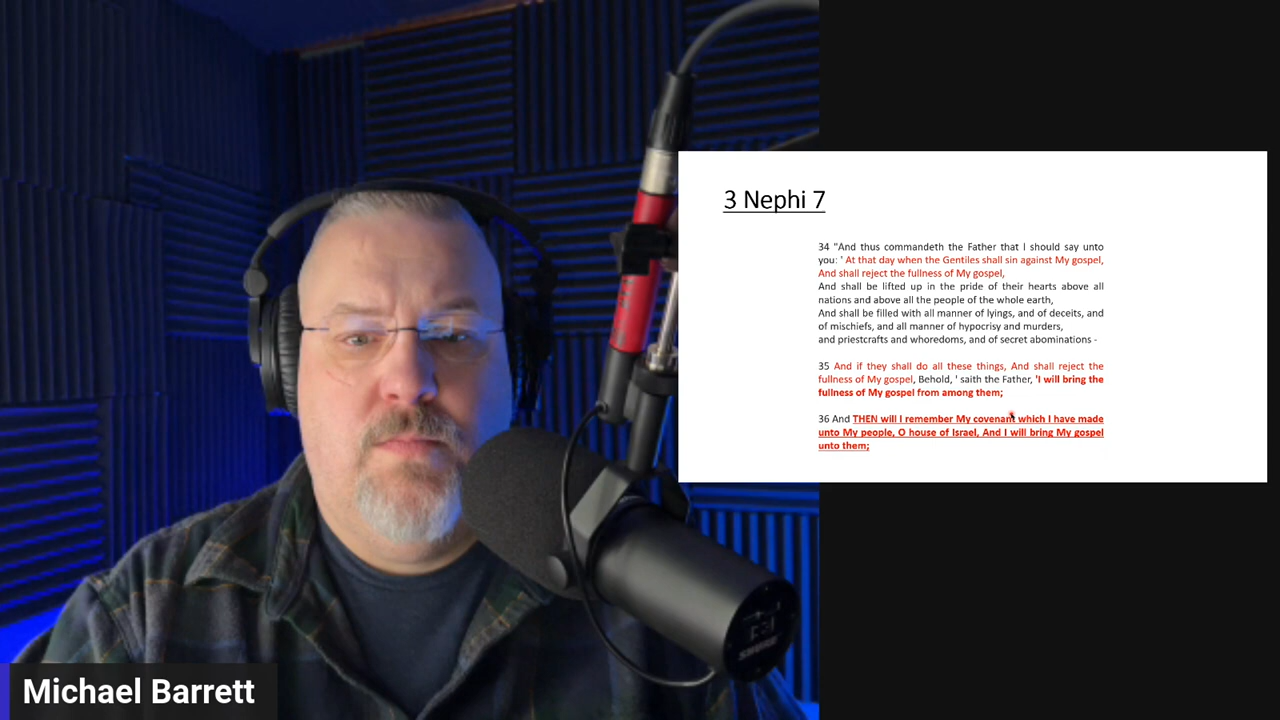 3 Nephi 7
34 "And thus commandeth the Father that I should say unto
you: ' At that day when the Gentiles shall sin against My gospel,
And shall reject the fullness of My gospel,
And shall be lifted up in the pride of their hearts above all
nations and above all the people of the whole earth,
And shall be filled with all manner of lyings, and of deceits, and
of mischiefs, and all manner of hypocrisy and murders,
and priestcrafts and whoredoms, and of secret abominations -
35 And if they shall do all these things, And shall reject the
fullness of My gospel, Behold, ' saith the Father, 'I will bring the
fullness of My gospel from among them;
36 And THEN will I remember My covenant which I have made
unto My people, O house of Israel, And I will bring My gospel
unto them;
SHURE
Michael Barrett